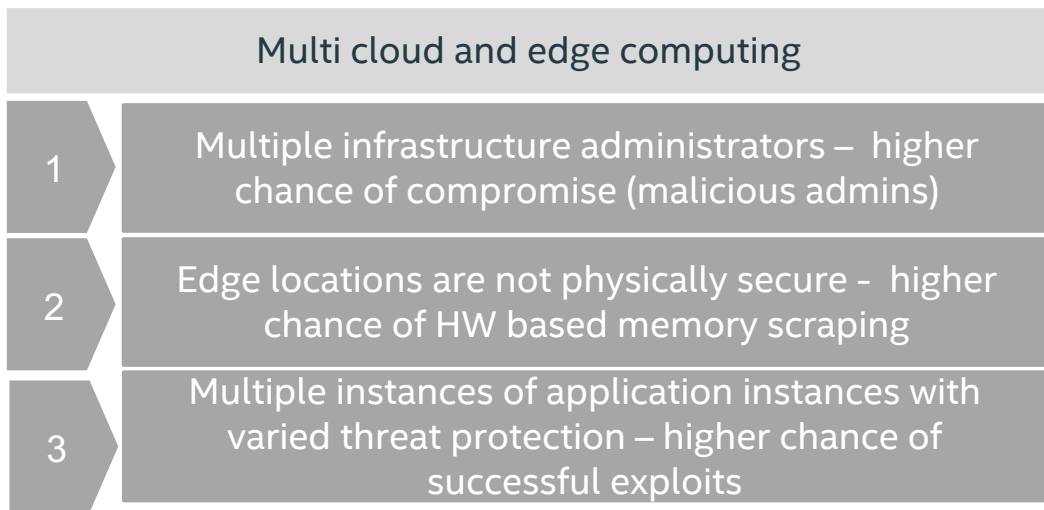 Multi cloud and edge computing
1
Multiple infrastructure administrators – higher
chance of compromise (malicious admins)
2
Edge locations are not physically secure - higher
chance of HW based memory scraping
3
Multiple instances of application instances with
varied threat protection – higher chance of
successful exploits